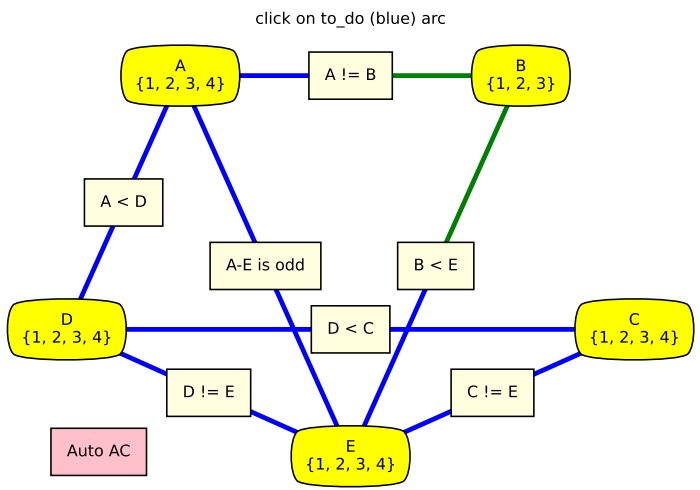 click on to_do (blue) arc
A
{1, 2, 3, 4}
A != B
B
{1, 2, 3}
A < D
A-E is odd
B < E
D
{1, 2, 3, 4}
D < C
C
{1, 2, 3, 4}
D != E
C != E
Auto AC
E
{1, 2, 3, 4}